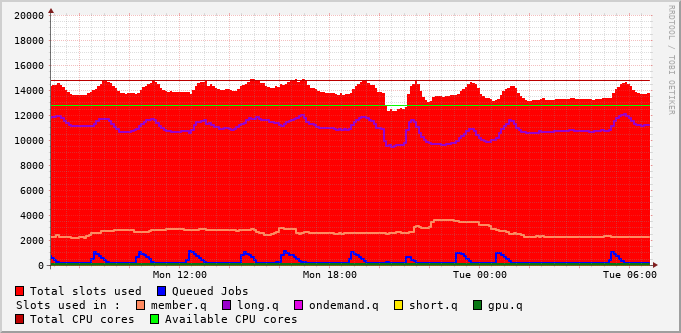 20000
18000
16000
14000
12000
10000
8000
6000
4000
2000
0
Mon 12:00 Mon 18:00 Tue 00:00 Tue 06:00
RRDTOOL / TOBI OETIKER
Total slots used Queued Jobs
Slots used in : member.q long.q ondemand.q short.q gpu.q
Total CPU cores Available CPU cores